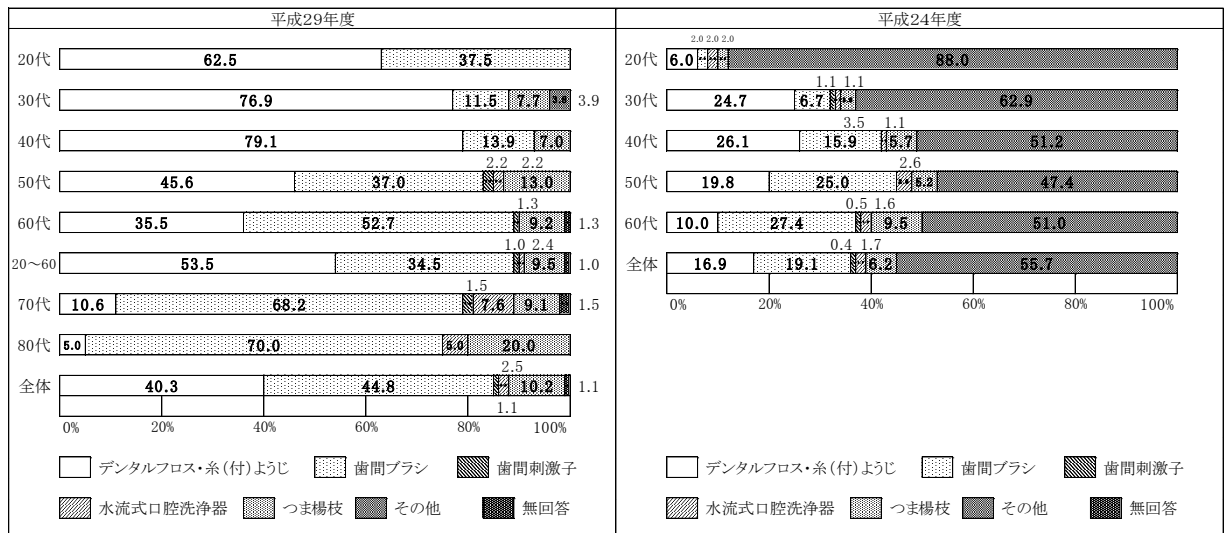 平成29年度
20代 62.5 37.5
30代 76.9 11.5 7.7 3.8 3.9
40代 79.1 13.9 7.0
2.2 2.2
50代 45.6 37.0 13.0
1.3
60代 35.5 52.7 9.2 1.3
1.0 2.4
20～60 53.5 34.5 9.5 1.0
1.5
70代 10.6 68.2 7.6 9.1 1.5
80代 5.0 70.0 5.0 20.0
2.5
全体 40.3 44.8 10.2 1.1
1.1
0% 20% 40% 60% 80% 100%
デンタルフロス・糸(付)ようじ 歯間ブラシ 歯間刺激子
水流式口腔洗浄器 つま楊枝 その他 無回答
平成24年度
2.0 2.0 2.0
20代 6.0 88.0
1.1 1.1
30代 24.7 6.7 62.9
3.5 1.1
40代 26.1 15.9 5.7 51.2
2.6
50代 19.8 25.0 5.2 47.4
0.5 1.6
60代 10.0 27.4 9.5 51.0
0.4 1.7
全体 16.9 19.1 6.2 55.7
0% 20% 40% 60% 80% 100%
デンタルフロス・糸(付)ようじ 歯間ブラシ 歯間刺激子
水流式口腔洗浄器 つま楊枝 その他 無回答